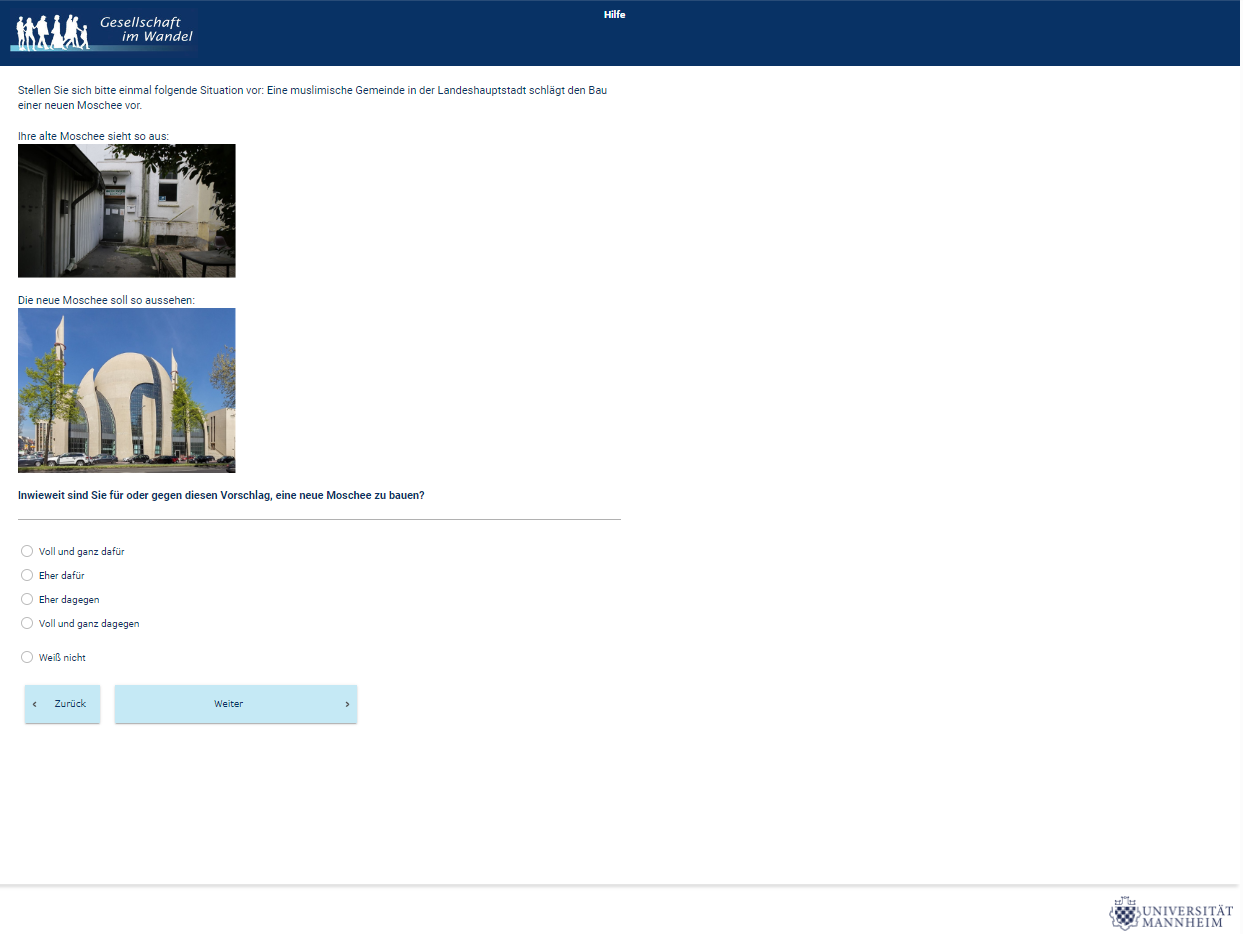 Gesellschaft
im Wandel
Hilfe
Stellen Sie sich bitte einmal folgende Situation vor: Eine muslimische Gemeinde in der Landeshauptstadt schlägt den Bau
einer neuen Moschee vor.
Ihre alte Moschee sieht so aus:
Die neue Moschee soll so aussehen:
Inwieweit sind Sie für oder gegen diesen Vorschlag, eine neue Moschee zu bauen?
Voll und ganz dafür
Eher dafür
Eher dagegen
Voll und ganz dagegen
Weiß nicht
‹ Zurück
Weiter ›
UNIVERSITÄT
MANNHEIM